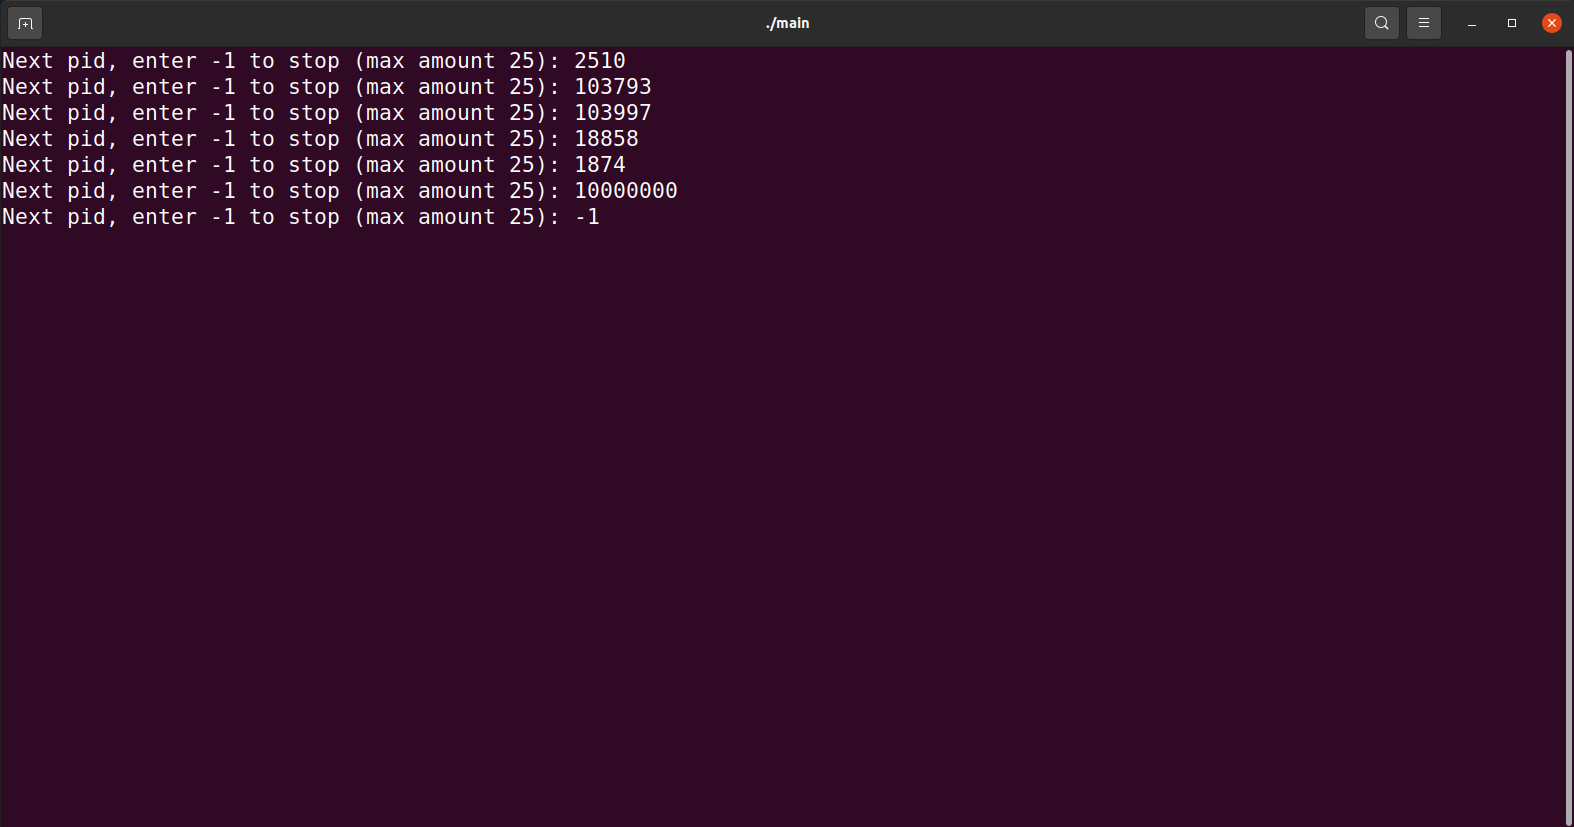 ./main
Next pid, enter -1 to stop (max amount 25): 2510
Next pid, enter -1 to stop (max amount 25): 103793
Next pid, enter -1 to stop (max amount 25): 103997
Next pid, enter -1 to stop (max amount 25): 18858
Next pid, enter -1 to stop (max amount 25): 1874
Next pid, enter -1 to stop (max amount 25): 10000000
Next pid, enter -1 to stop (max amount 25): -1